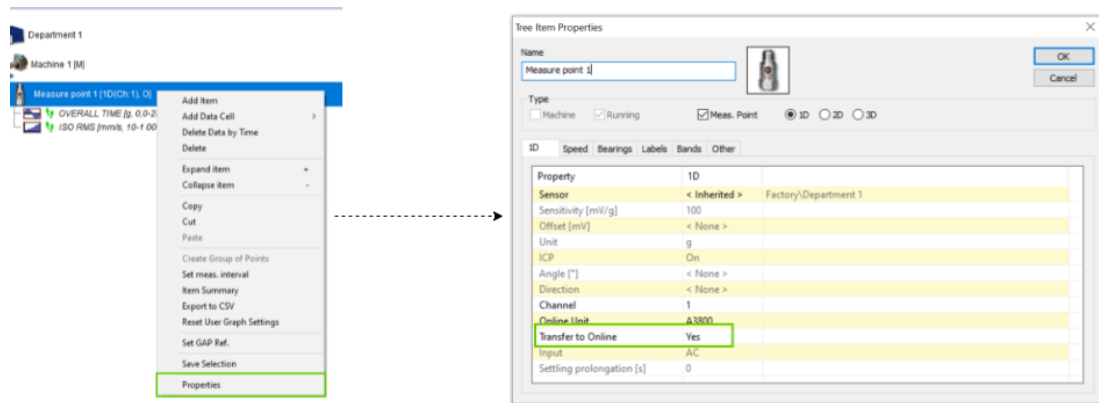 Department 1
Machine 1 [M]
Measure point 1 [1D(Ch:1), O]
OVERALL TIME [g, 0,0-2
ISO RMS [mm/s, 10-1 00
Add Item
Add Data Cell >
Delete Data by Time
Delete
Expand item +
Collapse item -
Copy
Cut
Paste
Create Group of Points
Set meas. interval
Item Summary
Export to CSV
Reset User Graph Settings
Set GAP Ref.
Save Selection
Properties
Tree Item Properties
Name
Measure point 1
OK
Cancel
Type
Machine Running Meas. Point 1D 2D 3D
1D Speed Bearings Labels Bands Other
Property 1D
Sensor < Inherited > Factory\Department 1
Sensitivity [mV/g] 100
Offset [mV] < None >
Unit g
ICP On
Angle [°] < None >
Direction < None >
Channel 1
Online Unit A3800
Transfer to Online Yes
Input AC
Settling prolongation [s] 0